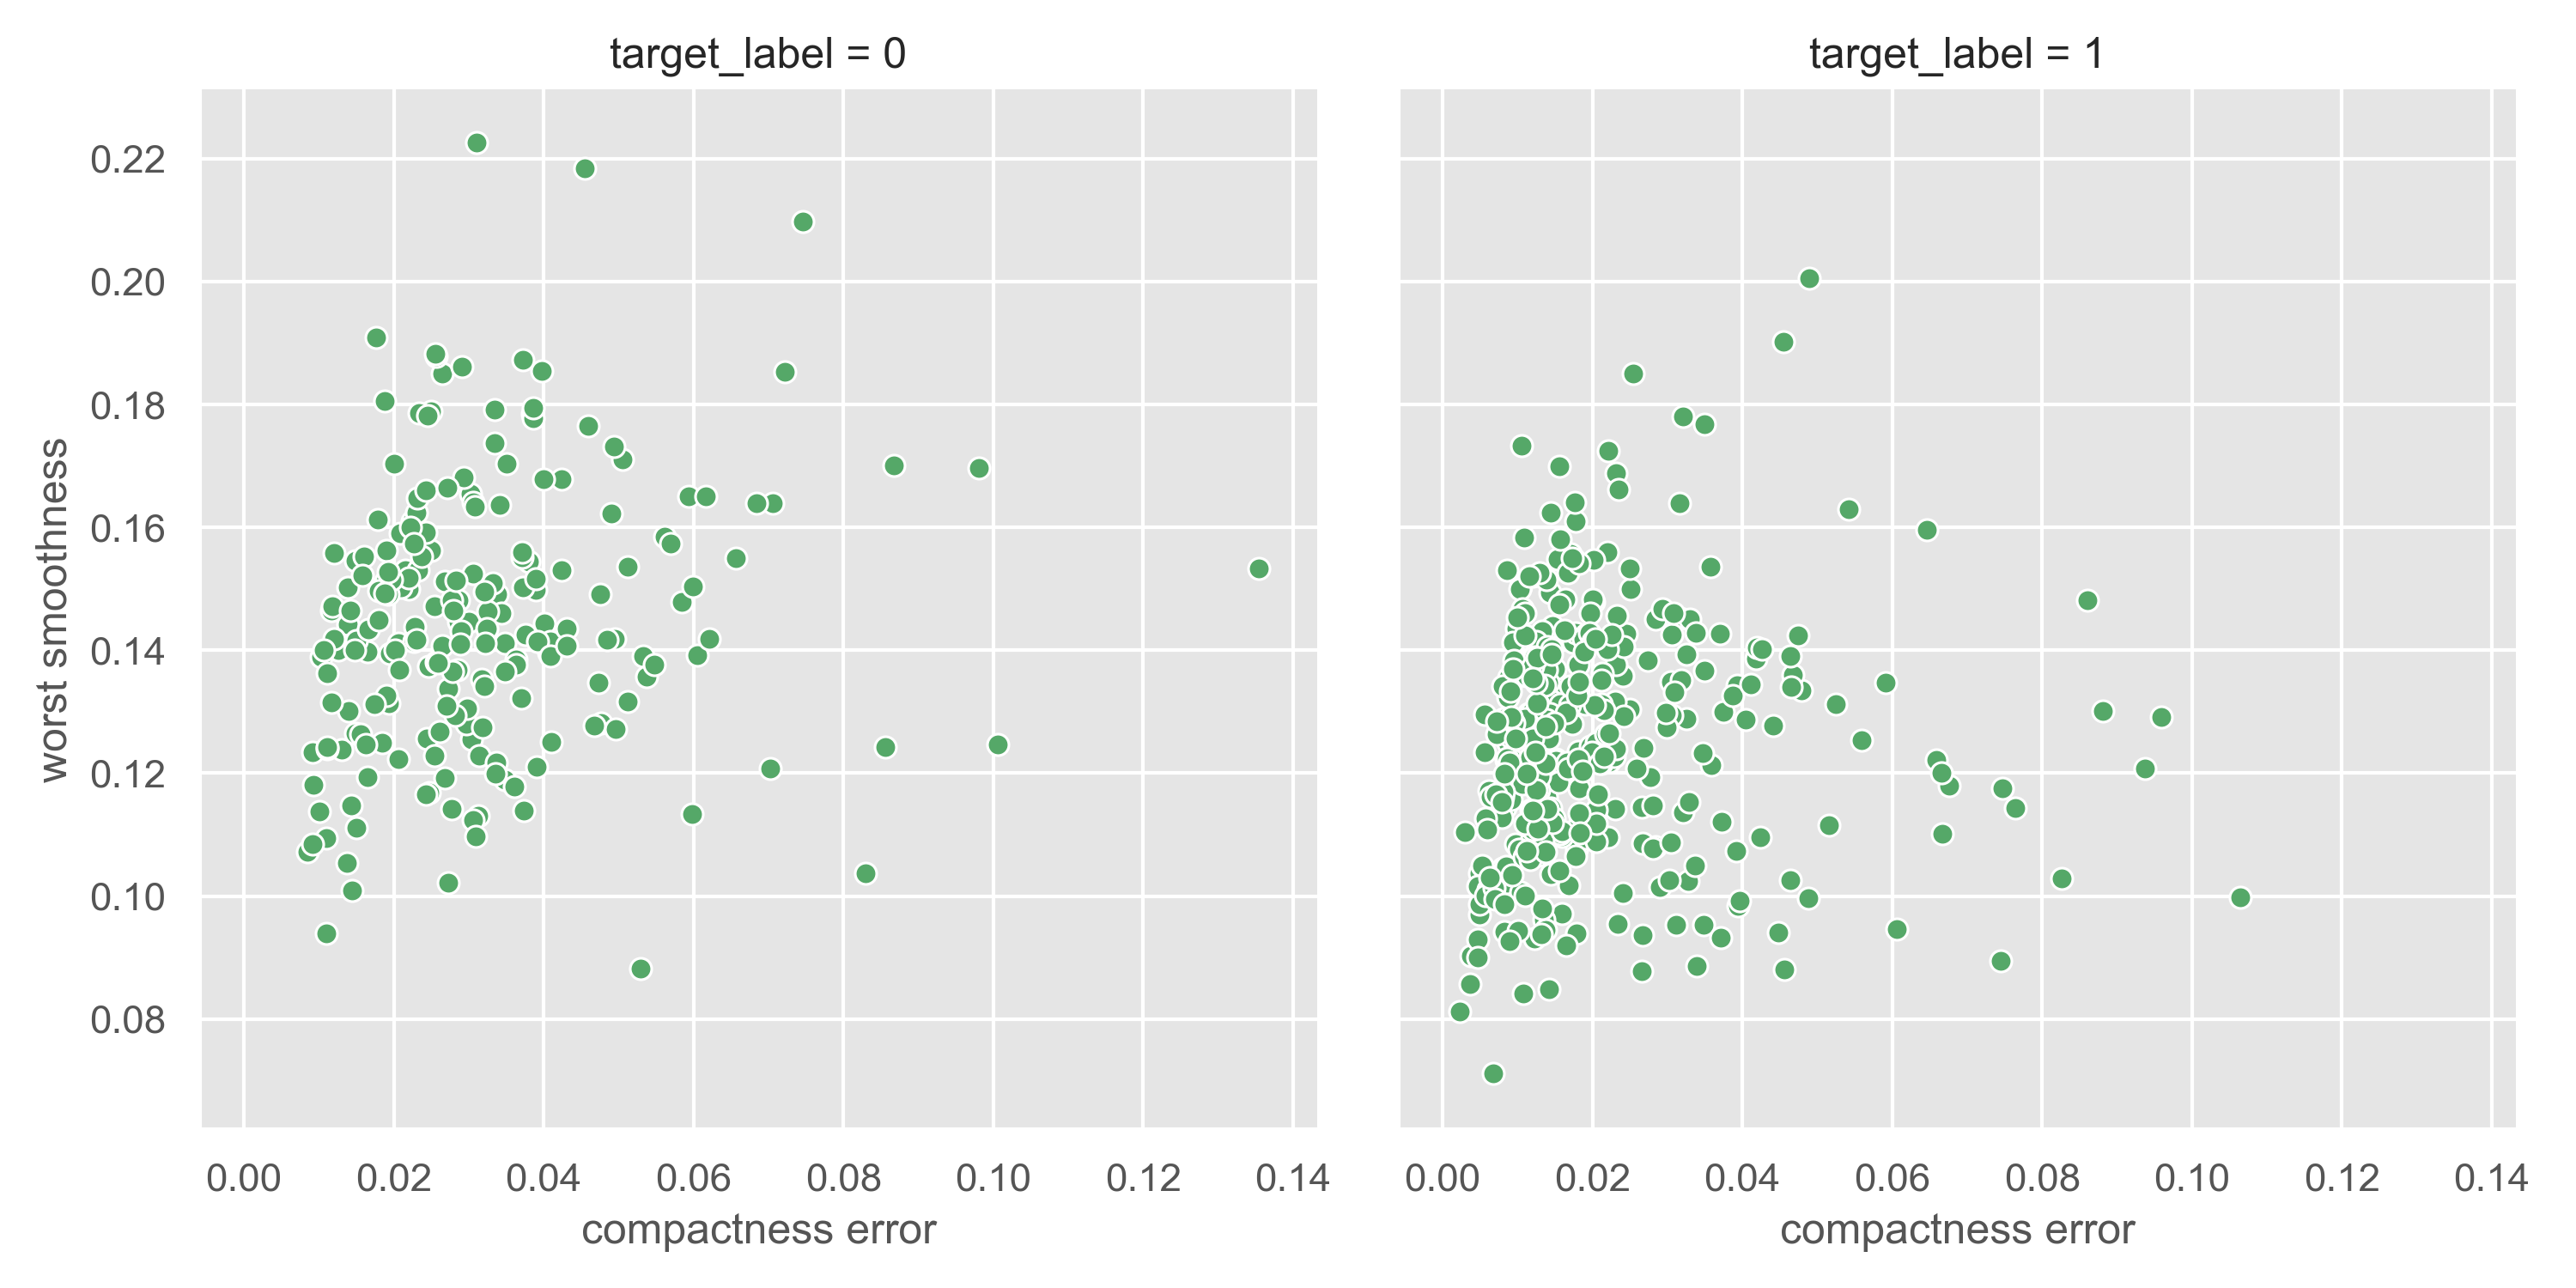 target_label = 0
target_label = 1
worst smoothness
0.22
0.20
0.18
0.16
0.14
0.12
0.10
0.08
0.00 0.02 0.04 0.06 0.08 0.10 0.12 0.14
0.00 0.02 0.04 0.06 0.08 0.10 0.12 0.14
compactness error
compactness error